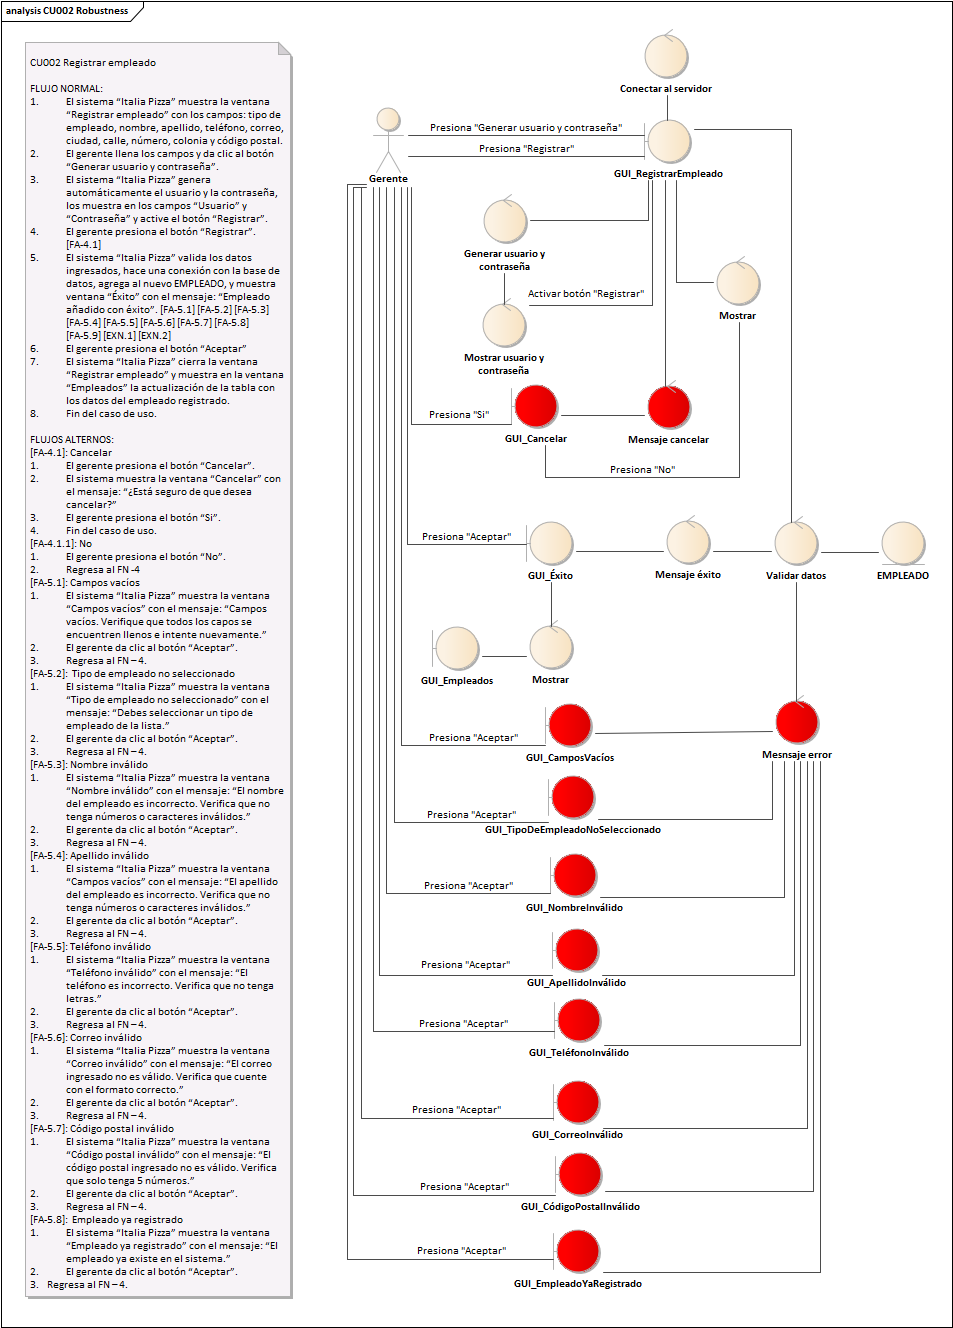 analysis CU002 Robustness
CU002 Registrar empleado
FLUJO NORMAL:
1. El sistema “Italia Pizza” muestra la ventana
“Registrar empleado” con los campos: tipo de
empleado, nombre, apellido, teléfono, correo,
ciudad, calle, número, colonia y código postal.
2. El gerente llena los campos y da clic al botón
“Generar usuario y contraseña”.
3. El sistema “Italia Pizza” genera
automáticamente el usuario y la contraseña,
los muestra en los campos “Usuario” y
“Contraseña” y active el botón “Registrar”.
4. El gerente presiona el botón “Registrar”.
[FA-4.1]
5. El sistema “Italia Pizza” valida los datos
ingresados, hace una conexión con la base de
datos, agrega al nuevo EMPLEADO, y muestra
ventana “Éxito” con el mensaje: “Empleado
añadido con éxito”. [FA-5.1] [FA-5.2] [FA-5.3]
[FA-5.4] [FA-5.5] [FA-5.6] [FA-5.7] [FA-5.8]
[FA-5.9] [EXN.1] [EXN.2]
6. El gerente presiona el botón “Aceptar”
7. El sistema “Italia Pizza” cierra la ventana
“Registrar empleado” y muestra en la ventana
“Empleados” la actualización de la tabla con
los datos del empleado registrado.
8. Fin del caso de uso.
FLUJOS ALTERNOS:
[FA-4.1]: Cancelar
1. El gerente presiona el botón “Cancelar”.
2. El sistema muestra la ventana “Cancelar” con
el mensaje: “¿Está seguro de que desea
cancelar?”
3. El gerente presiona el botón “Si”.
4. Fin del caso de uso.
[FA-4.1.1]: No
1. El gerente presiona el botón “No”.
2. Regresa al FN -4
[FA-5.1]: Campos vacíos
1. El sistema “Italia Pizza” muestra la ventana
“Campos vacíos” con el mensaje: “Campos
vacíos. Verifique que todos los capos se
encuentren llenos e intente nuevamente.”
2. El gerente da clic al botón “Aceptar”.
3. Regresa al FN – 4.
[FA-5.2]: Tipo de empleado no seleccionado
1. El sistema “Italia Pizza” muestra la ventana
“Tipo de empleado no seleccionado” con el
mensaje: “Debes seleccionar un tipo de
empleado de la lista.”
2. El gerente da clic al botón “Aceptar”.
3. Regresa al FN – 4.
[FA-5.3]: Nombre inválido
1. El sistema “Italia Pizza” muestra la ventana
“Nombre inválido” con el mensaje: “El nombre
del empleado es incorrecto. Verifica que no
tenga números o caracteres inválidos.”
2. El gerente da clic al botón “Aceptar”.
3. Regresa al FN – 4.
[FA-5.4]: Apellido inválido
1. El sistema “Italia Pizza” muestra la ventana
“Campos vacíos” con el mensaje: “El apellido
del empleado es incorrecto. Verifica que no
tenga números o caracteres inválidos.”
2. El gerente da clic al botón “Aceptar”.
3. Regresa al FN – 4.
[FA-5.5]: Teléfono inválido
1. El sistema “Italia Pizza” muestra la ventana
“Teléfono inválido” con el mensaje: “El
teléfono es incorrecto. Verifica que no tenga
letras.”
2. El gerente da clic al botón “Aceptar”.
3. Regresa al FN – 4.
[FA-5.6]: Correo inválido
1. El sistema “Italia Pizza” muestra la ventana
“Correo inválido” con el mensaje: “El correo
ingresado no es válido. Verifica que cuente
con el formato correcto.”
2. El gerente da clic al botón “Aceptar”.
3. Regresa al FN – 4.
[FA-5.7]: Código postal inválido
1. El sistema “Italia Pizza” muestra la ventana
“Código postal inválido” con el mensaje: “El
código postal ingresado no es válido. Verifica
que solo tenga 5 números.”
2. El gerente da clic al botón “Aceptar”.
3. Regresa al FN – 4.
[FA-5.8]: Empleado ya registrado
1. El sistema “Italia Pizza” muestra la ventana
“Empleado ya registrado” con el mensaje: “El
empleado ya existe en el sistema.”
2. El gerente da clic al botón “Aceptar”.
3. Regresa al FN – 4.
Conectar al servidor
Presiona "Generar usuario y contraseña"
Presiona "Registrar"
Gerente
GUI_RegistrarEmpleado
Generar usuario y
contraseña
Activar botón "Registrar"
Mostrar
Mostrar usuario y
contraseña
Presiona "Si"
GUI_Cancelar
Mensaje cancelar
Presiona "No"
Presiona "Aceptar"
GUI_Éxito
Mensaje éxito
Validar datos
EMPLEADO
GUI_Empleados
Mostrar
Presiona "Aceptar"
GUI_CamposVacíos
Mesnsaje error
Presiona "Aceptar"
GUI_TipoDeEmpleadoNoSeleccionado
Presiona "Aceptar"
GUI_NombreInválido
Presiona "Aceptar"
GUI_ApellidoInválido
Presiona "Aceptar"
GUI_TeléfonoInválido
Presiona "Aceptar"
GUI_CorreoInválido
Presiona "Aceptar"
GUI_CódigoPostalInválido
Presiona "Aceptar"
GUI_EmpleadoYaRegistrado